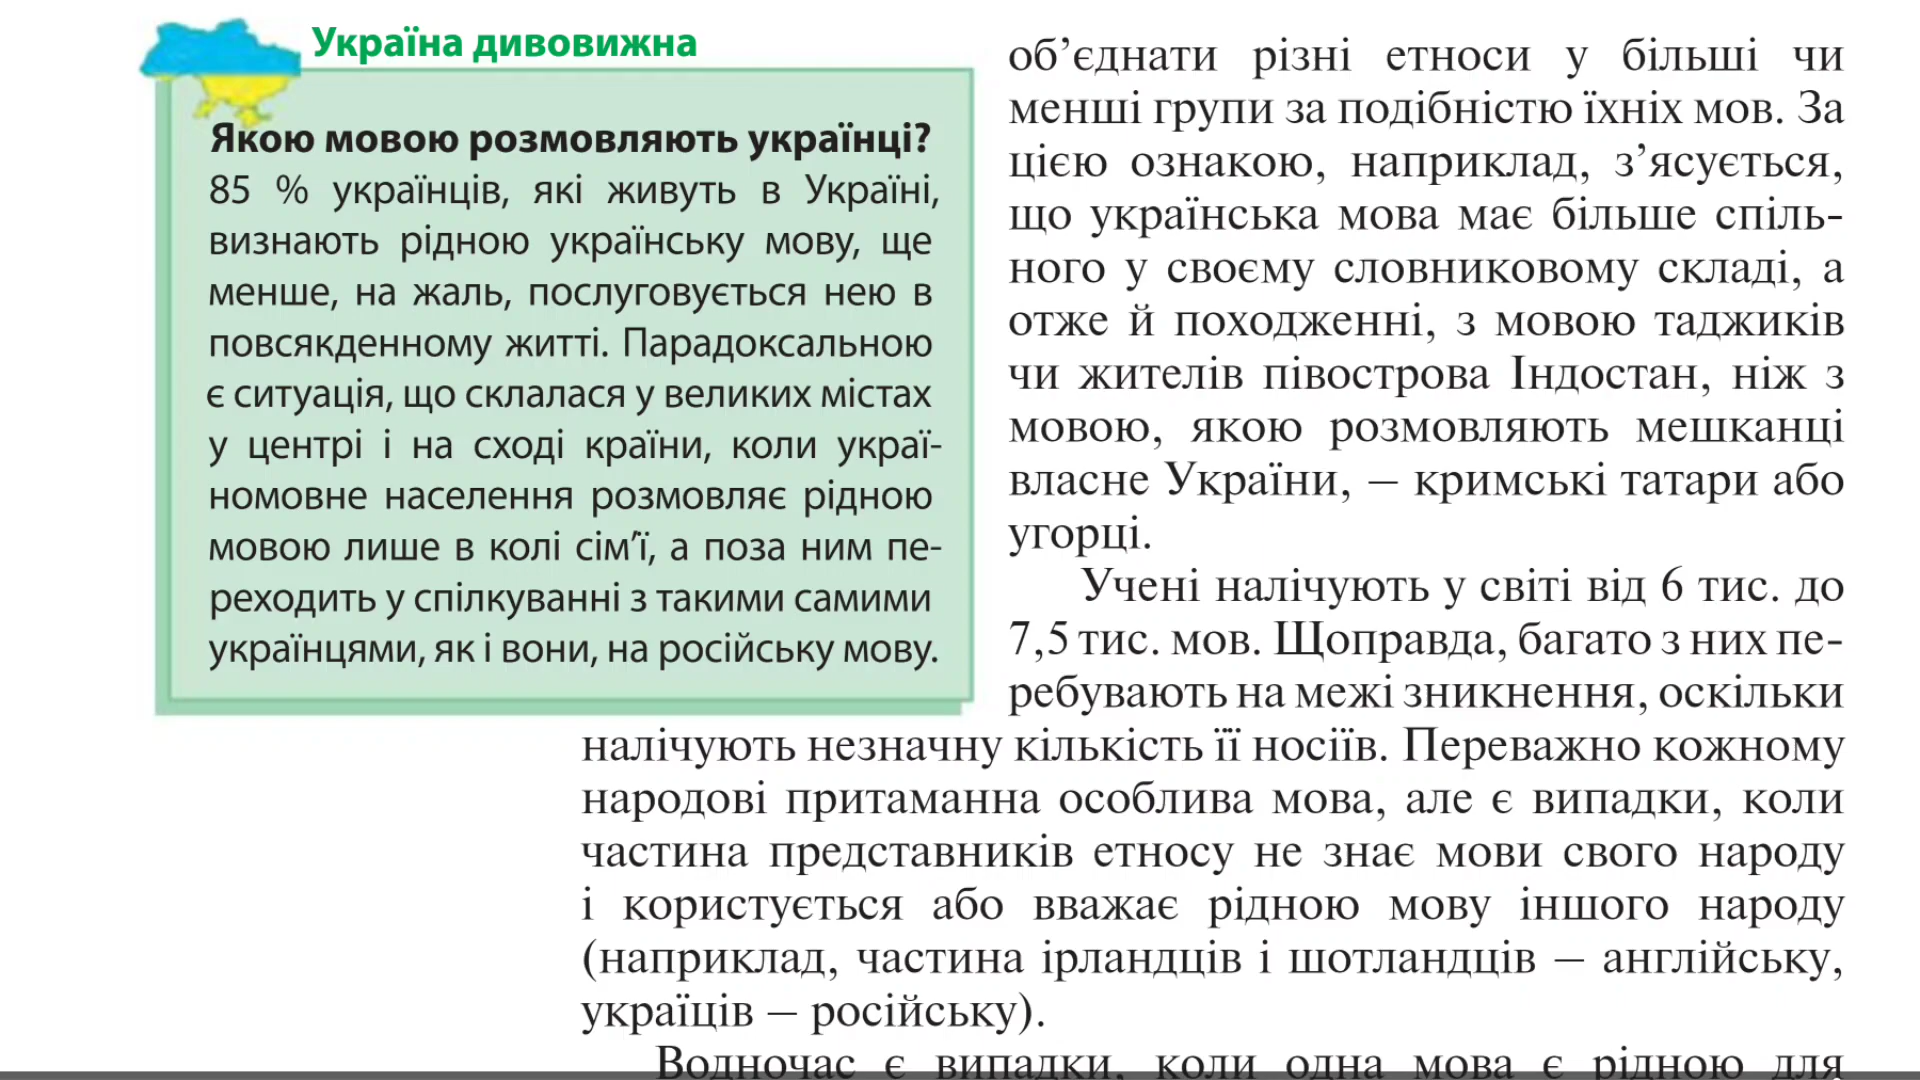 Україна дивовижна
Якою мовою розмовляють українці?
85 % українців, які живуть в Україні,
визнають рідною українську мову, ще
менше, на жаль, послуговується нею в
повсякденному житті. Парадоксальною
є ситуація, що склалася у великих містах
у центрі і на сході країни, коли украї-
номовне населення розмовляє рідною
мовою лише в колі сім’ї, а поза ним пе-
реходить у спілкуванні з такими самими
українцями, як і вони, на російську мову.
об’єднати різні етноси у більші чи
менші групи за подібністю їхніх мов. За
цією ознакою, наприклад, з’ясується,
що українська мова має більше спіль-
ного у своєму словниковому складі, а
отже й походженні, з мовою таджиків
чи жителів півострова Індостан, ніж з
мовою, якою розмовляють мешканці
власне України, – кримські татари або
угорці.
Учені налічують у світі від 6 тис. до
7,5 тис. мов. Щоправда, багато з них пе-
ребувають на межі зникнення, оскільки
налічують незначну кількість її носіїв. Переважно кожному
народові притаманна особлива мова, але є випадки, коли
частина представників етносу не знає мови свого народу
і користується або вважає рідною мову іншого народу
(наприклад, частина ірландців і шотландців – англійську,
україців – російську).
Водночас є випадки, коли одна мова є рідною для